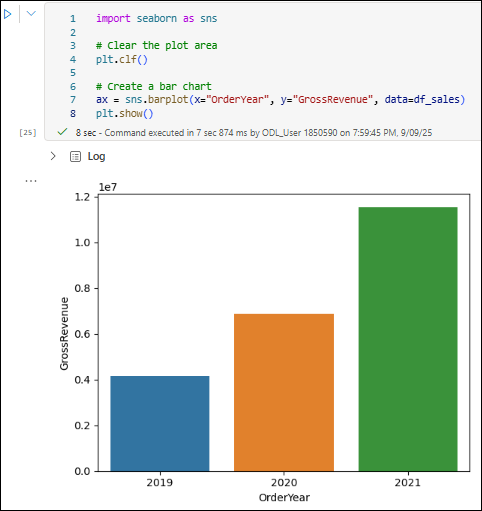 1 import seaborn as sns
2
3 # Clear the plot area
4 plt.clf()
5
6 # Create a bar chart
7 ax = sns.barplot(x="OrderYear", y="GrossRevenue", data=df_sales)
8 plt.show()
[25] 8 sec - Command executed in 7 sec 874 ms by ODL_User 1850590 on 7:59:45 PM, 9/09/25
Log
...
1e7
1.2
1.0
0.8
0.6
0.4
0.2
0.0
GrossRevenue
2019 2020 2021
OrderYear